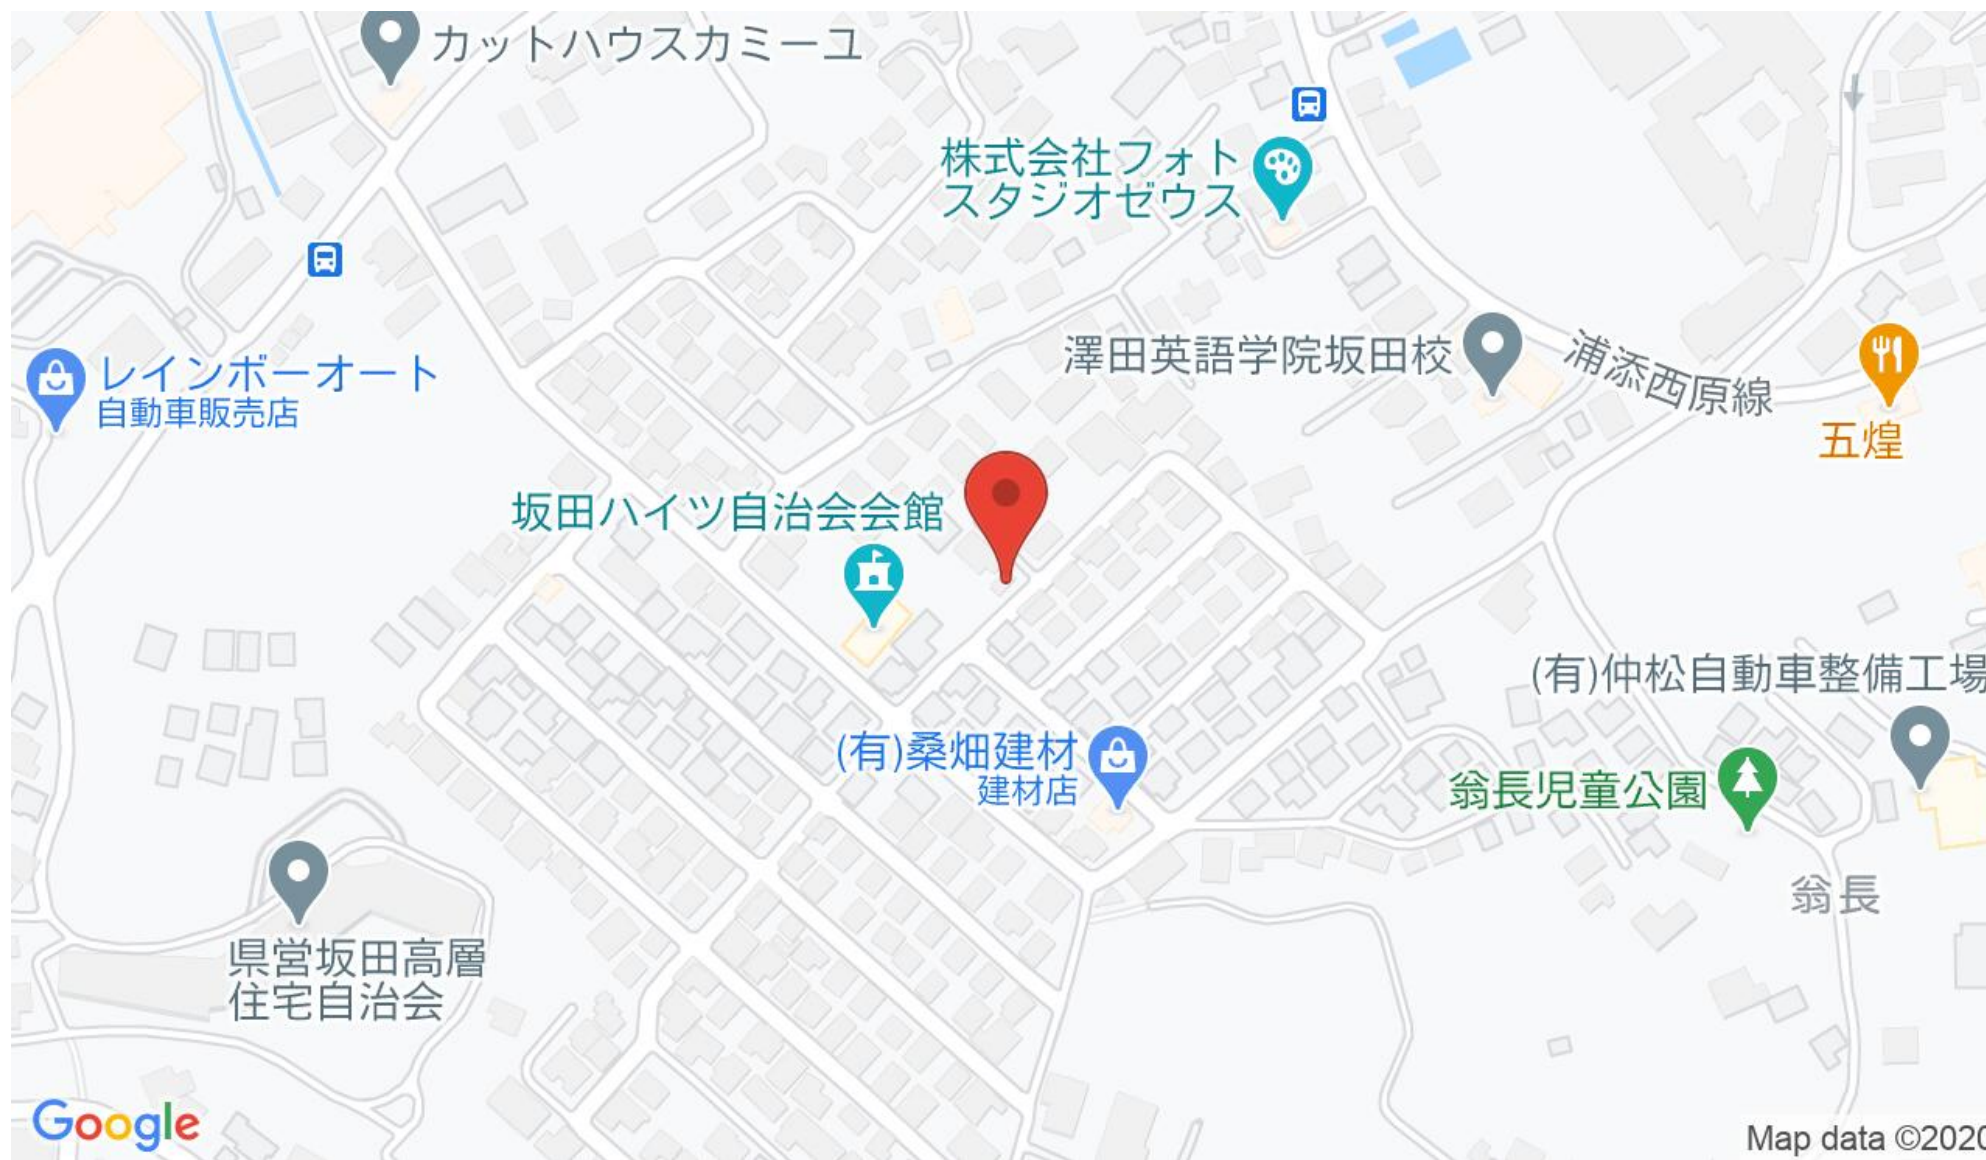 カットハウスカミーユ
株式会社フォト
スタジオゼウス
澤田英語学院坂田校
浦添西原線
レインボーオート
自動車販売店
五煌
坂田ハイツ自治会会館
(有)仲松自動車整備工場
(有)桑畑建材
建材店
翁長児童公園
翁長
県営坂田高層
住宅自治会
Google
Map data ©2020